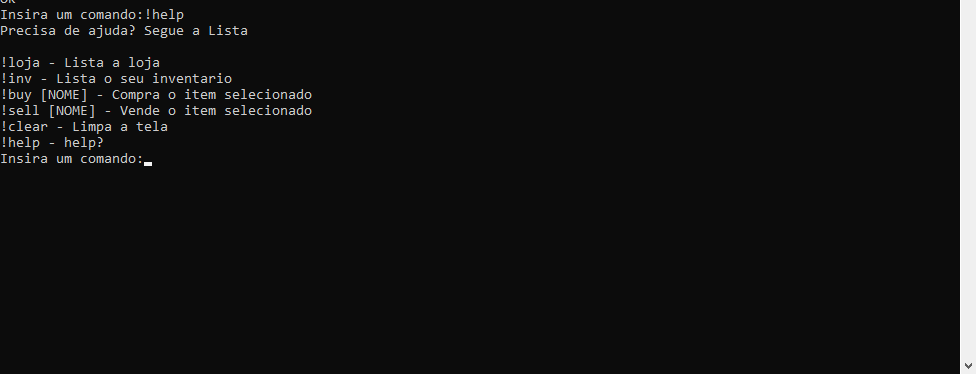 OK
Insira um comando:!help
Precisa de ajuda? Segue a Lista
!loja - Lista a loja
!inv - Lista o seu inventario
!buy [NOME] - Compra o item selecionado
!sell [NOME] - Vende o item selecionado
!clear - Limpa a tela
!help - help?
Insira um comando: